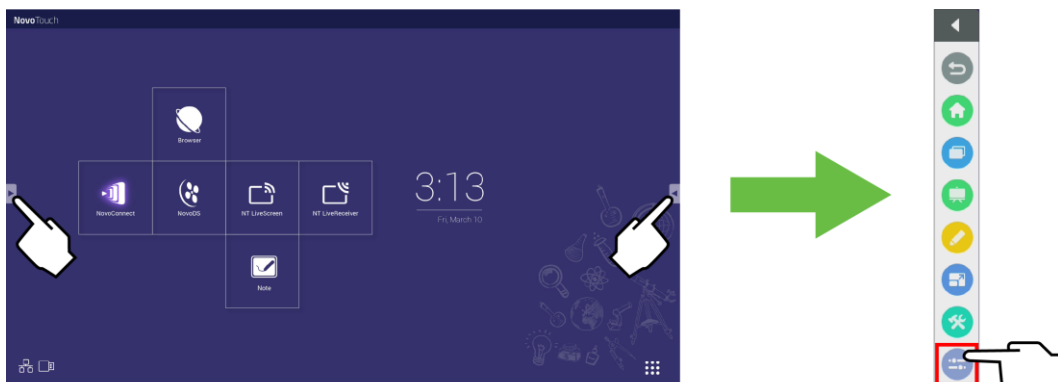 NovoTouch
Browser
NovoConnect
NovoDS
NT LiveScreen
NT LiveReceiver
3:13
Fri, March 10
Note